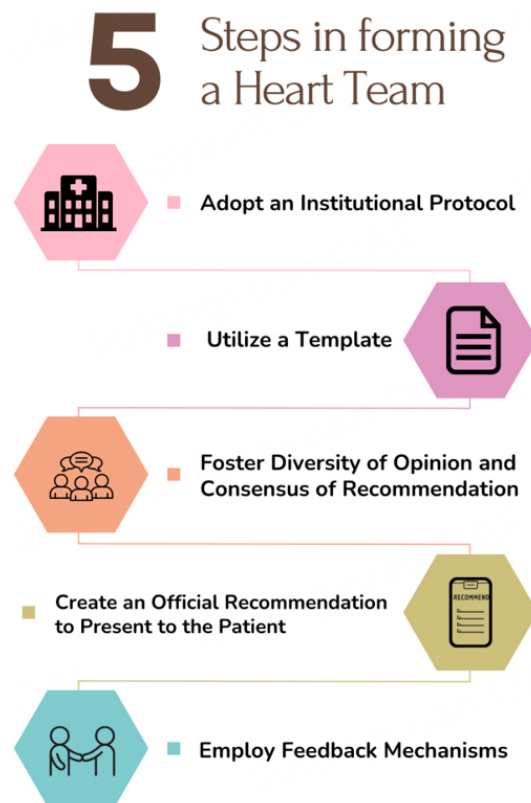 5 Steps in forming
a Heart Team
Adopt an Institutional Protocol
Utilize a Template
Foster Diversity of Opinion and
Consensus of Recommendation
Create an Official Recommendation
to Present to the Patient
RECOMMEND
Employ Feedback Mechanisms